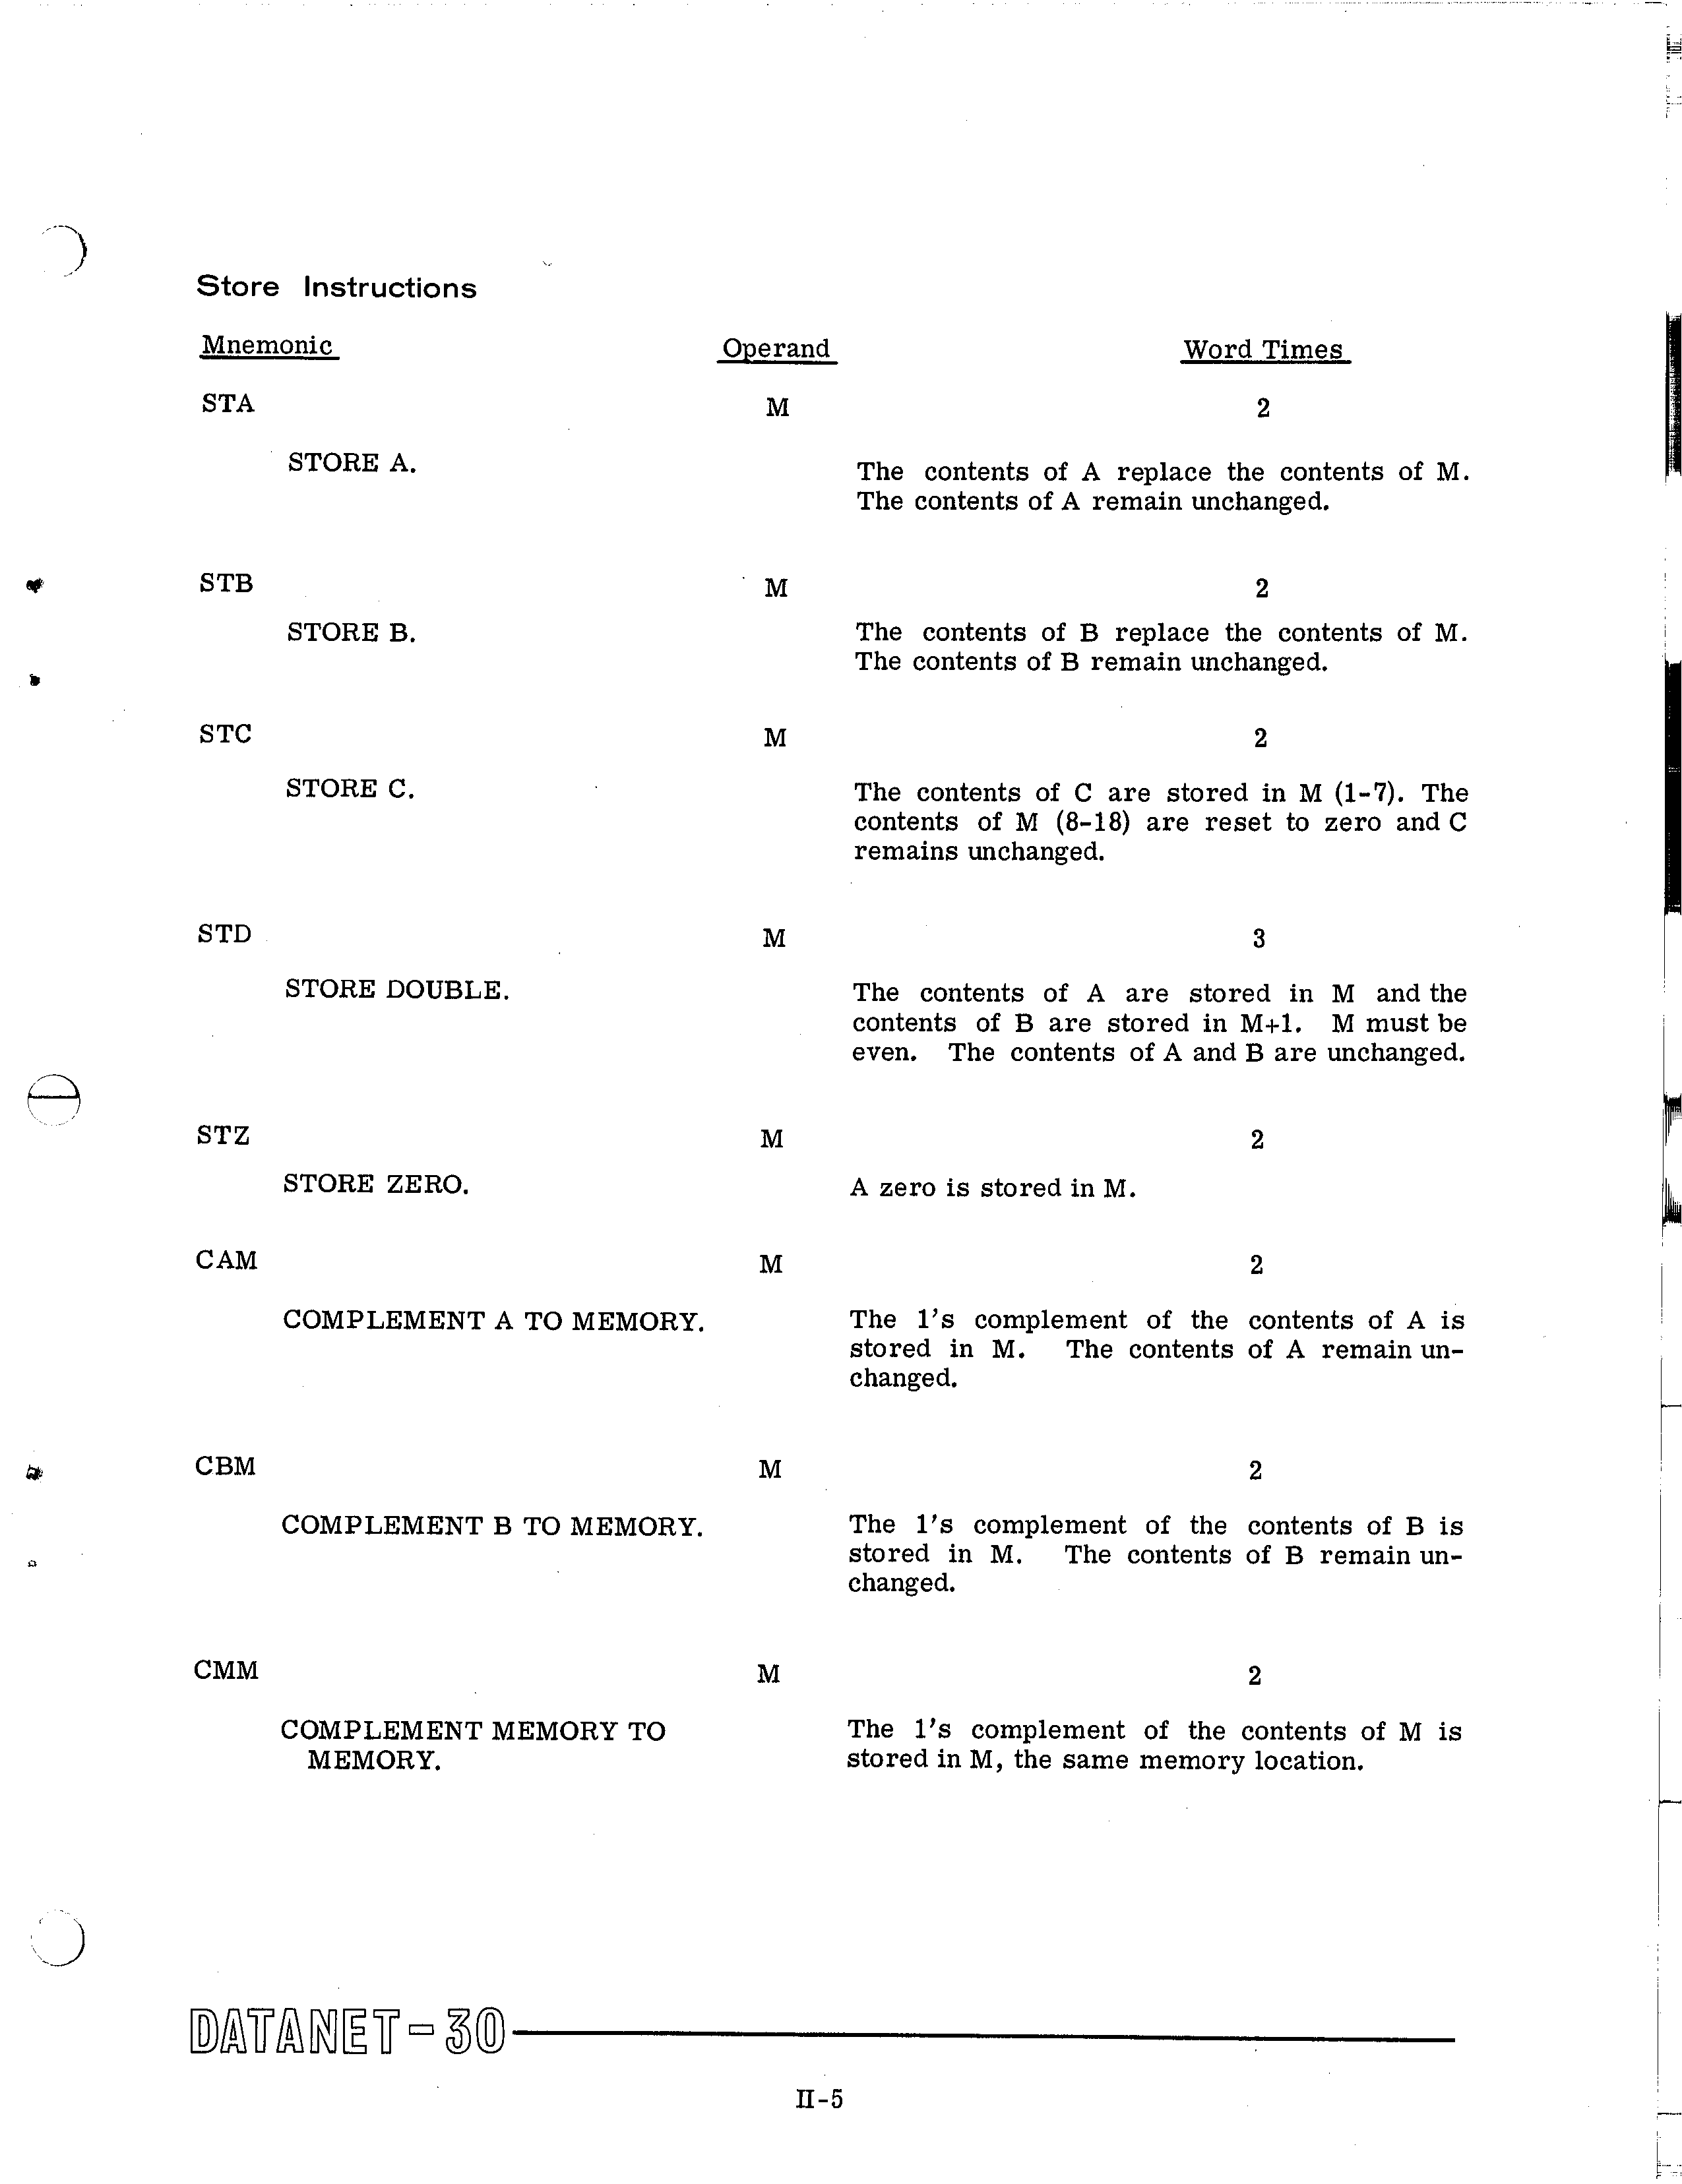 Store Instructions
Mnemonic Operand Word Times
STA M 2
STORE A. The contents of A replace the contents of M.
The contents of A remain unchanged.
STB M 2
STORE B. The contents of B replace the contents of M.
The contents of B remain unchanged.
STC M 2
STORE C. The contents of C are stored in M (1-7). The
contents of M (8-18) are reset to zero and C
remains unchanged.
STD M 3
STORE DOUBLE. The contents of A are stored in M and the
contents of B are stored in M+1. M must be
even. The contents of A and B are unchanged.
STZ M 2
STORE ZERO. A zero is stored in M.
CAM M 2
COMPLEMENT A TO MEMORY. The 1's complement of the contents of A is
stored in M. The contents of A remain un-
changed.
CBM M 2
COMPLEMENT B TO MEMORY. The 1's complement of the contents of B is
stored in M. The contents of B remain un-
changed.
CMM M 2
COMPLEMENT MEMORY TO The 1's complement of the contents of M is
MEMORY. stored in M, the same memory location.
DATANET-30
II-5